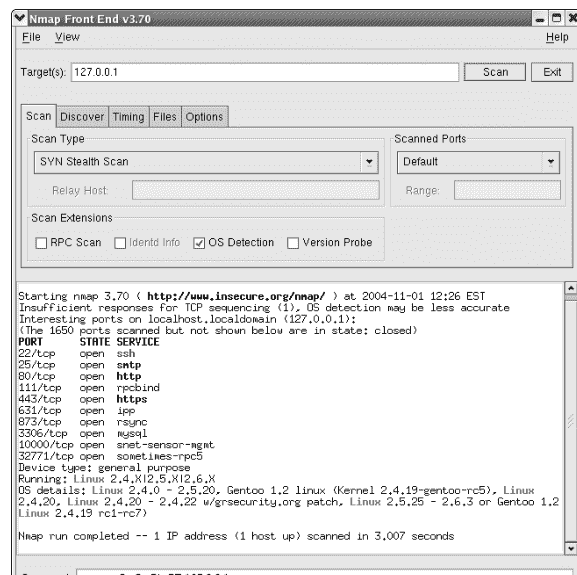 Nmap Front End v3.70
File View Help
Target(s): 127.0.0.1 Scan Exit
Scan Discover Timing Files Options
Scan Type Scanned Ports
SYN Stealth Scan Default
Relay Host: Range:
Scan Extensions
RPC Scan Identd Info OS Detection Version Probe
Starting nmap 3.70 ( http://www.insecure.org/nmap/ ) at 2004-11-01 12:26 EST
Insufficient responses for TCP sequencing (1), OS detection may be less accurate
Interesting ports on localhost.localdomain (127.0.0.1):
(The 1650 ports scanned but not shown below are in state: closed)
PORT STATE SERVICE
22/tcp open ssh
25/tcp open smtp
80/tcp open http
111/tcp open rpcbind
443/tcp open https
631/tcp open ipp
873/tcp open rsync
3306/tcp open mysql
10000/tcp open snet-sensor-mgmt
32771/tcp open sometimes-rpc5
Device type: general purpose
Running: Linux 2.4.X|2.5.X|2.6.X
OS details: Linux 2.4.0 - 2.5.20, Gentoo 1.2 linux (Kernel 2.4.19-gentoo-rc5), Linux
2.4.20, Linux 2.4.20 - 2.4.22 w/grsecurity.org patch, Linux 2.5.25 - 2.6.3 or Gentoo 1.2
Linux 2.4.19 rc1-rc7)
Nmap run completed -- 1 IP address (1 host up) scanned in 3.007 seconds